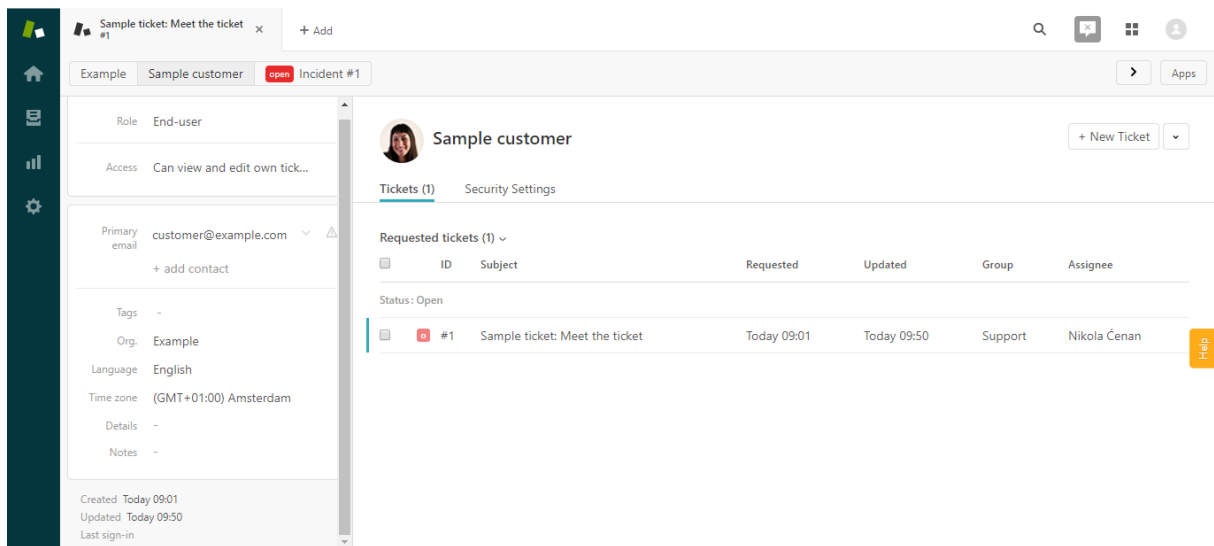 Sample ticket: Meet the ticket
#1
+ Add
Example
Sample customer
open Incident #1
Apps
Role End-user
Access Can view and edit own tick...
Primary email customer@example.com
+ add contact
Tags -
Org. Example
Language English
Time zone (GMT+01:00) Amsterdam
Details -
Notes -
Created Today 09:01
Updated Today 09:50
Last sign-in
Sample customer
+ New Ticket
Tickets (1) Security Settings
Requested tickets (1)
ID Subject Requested Updated Group Assignee
Status: Open
o #1 Sample ticket: Meet the ticket Today 09:01 Today 09:50 Support Nikola Ćenan
Help